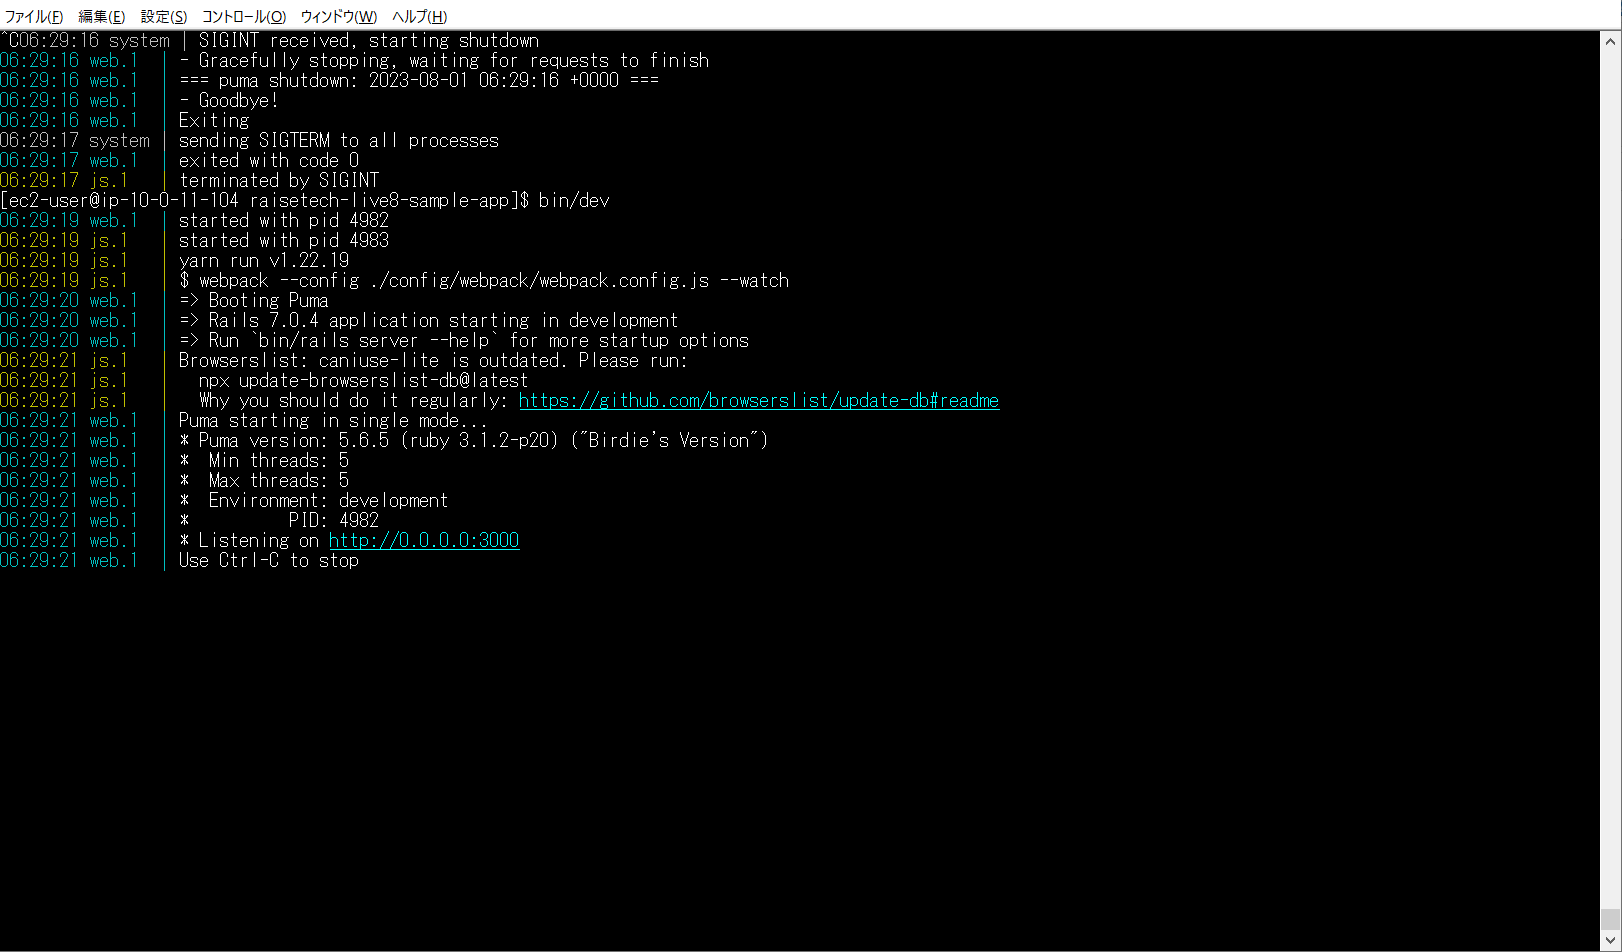 ファイル(F) 編集(E) 設定(S) コントロール(O) ウィンドウ(W) ヘルプ(H)
^C06:29:16 system | SIGINT received, starting shutdown
06:29:16 web.1  | - Gracefully stopping, waiting for requests to finish
06:29:16 web.1  | === puma shutdown: 2023-08-01 06:29:16 +0000 ===
06:29:16 web.1  | - Goodbye!
06:29:16 web.1  | Exiting
06:29:17 system | sending SIGTERM to all processes
06:29:17 web.1  | exited with code 0
06:29:17 js.1   | terminated by SIGINT
[ec2-user@ip-10-0-11-104 raisetech-live8-sample-app]$ bin/dev
06:29:19 web.1  | started with pid 4982
06:29:19 js.1   | started with pid 4983
06:29:19 js.1   | yarn run v1.22.19
06:29:19 js.1   | $ webpack --config ./config/webpack/webpack.config.js --watch
06:29:20 web.1  | => Booting Puma
06:29:20 web.1  | => Rails 7.0.4 application starting in development
06:29:20 web.1  | => Run `bin/rails server --help` for more startup options
06:29:21 js.1   | Browserslist: caniuse-lite is outdated. Please run:
06:29:21 js.1   |   npx update-browserslist-db@latest
06:29:21 js.1   |   Why you should do it regularly: https://github.com/browserslist/update-db#readme
06:29:21 web.1  | Puma starting in single mode...
06:29:21 web.1  | * Puma version: 5.6.5 (ruby 3.1.2-p20) ("Birdie's Version")
06:29:21 web.1  | *  Min threads: 5
06:29:21 web.1  | *  Max threads: 5
06:29:21 web.1  | *  Environment: development
06:29:21 web.1  | *          PID: 4982
06:29:21 web.1  | * Listening on http://0.0.0.0:3000
06:29:21 web.1  | Use Ctrl-C to stop